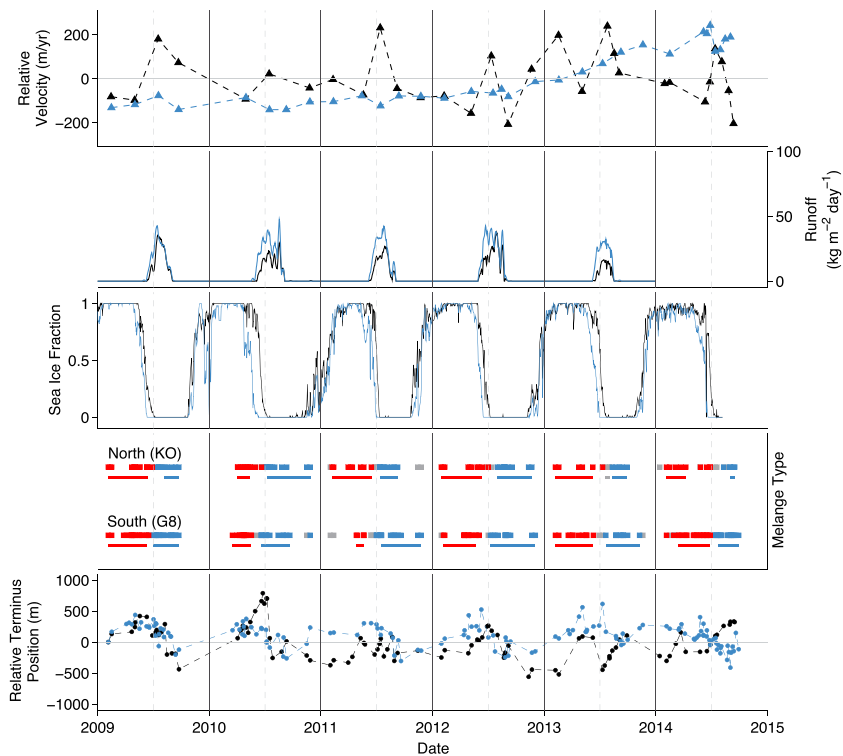 Relative
Velocity (m/yr)
200
0
−200
100
50
0
Runoff
(kg m−2 day−1)
Sea Ice Fraction
1
0.5
0
North (KO)
South (G8)
Melange Type
Relative Terminus
Position (m)
1000
500
0
−500
−1000
2009
2010
2011
2012
2013
2014
2015
Date